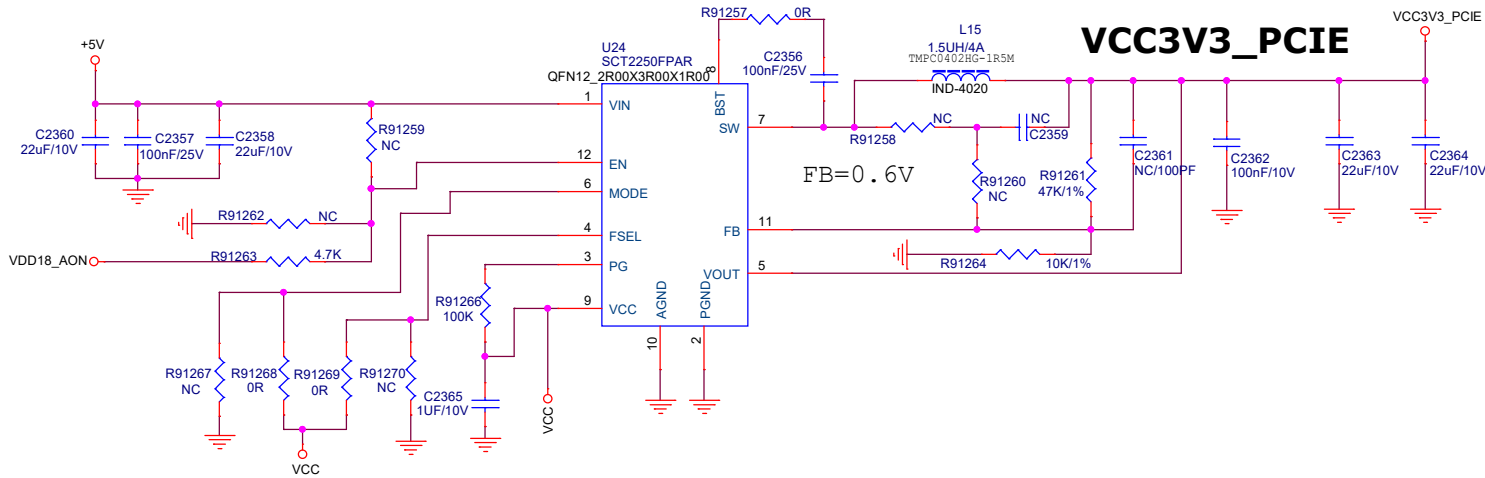 R91257
0R
L15
1.5UH/4A
TMPC0402HG-1R5M
IND-4020
VCC3V3_PCIE
VCC3V3_PCIE
+5V
U24
SCT2250FPAR
QFN12_2R00X3R00X1R00
C2356
100nF/25V
8
BST
1
VIN
SW
7
C2360
22uF/10V
C2357
100nF/25V
C2358
22uF/10V
R91259
NC
R91258
NC
NC
C2359
12
EN
FB=0.6V
R91260
NC
R91261
47K/1%
C2361
NC/100PF
C2362
100nF/10V
C2363
22uF/10V
C2364
22uF/10V
6
MODE
R91262
NC
4
FSEL
FB
11
VDD18_AON
R91263
4.7K
3
PG
R91264
10K/1%
VOUT
5
R91266
100K
9
VCC
AGND
PGND
10
2
R91267
NC
R91268
0R
R91269
0R
R91270
NC
C2365
1UF/10V
VCC
VCC